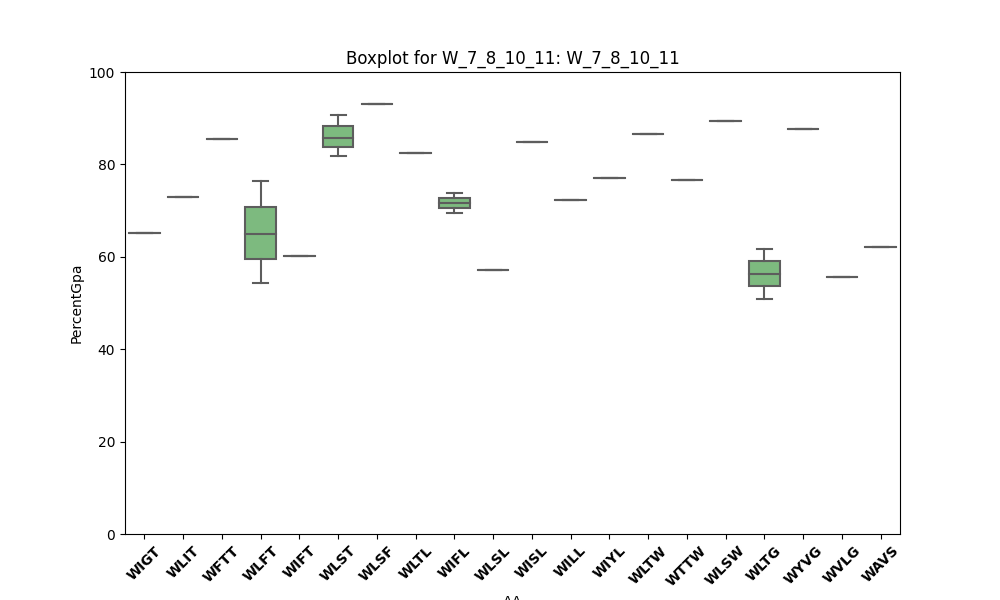 Boxplot for W_7_8_10_11: W_7_8_10_11
100
80
60
40
20
0
PercentGpa
WIGT WLIT WFTT WLFT WIFT WLST WLSF WLTL WIFL WLSL WISL WILL WIYL WLTW WTTW WLSW WLTG WYVG WVLG WAVS
AA